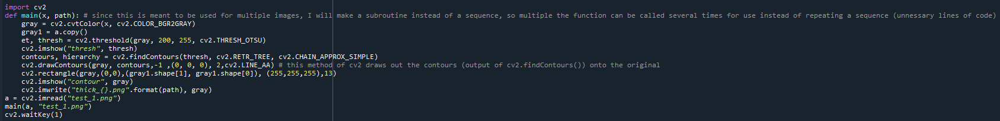 import cv2
def main(x, path): # since this is meant to be used for multiple images, I will make a subroutine instead of a sequence, so multiple the function can be called several times for use instead of repeating a sequence (unnessary lines of code)
    gray = cv2.cvtColor(x, cv2.COLOR_BGR2GRAY)
    gray1 = a.copy()
    et, thresh = cv2.threshold(gray, 200, 255, cv2.THRESH_OTSU)
    cv2.imshow("thresh", thresh)
    contours, hierarchy = cv2.findContours(thresh, cv2.RETR_TREE, cv2.CHAIN_APPROX_SIMPLE)
    cv2.drawContours(gray, contours,-1 ,(0, 0, 0), 2,cv2.LINE_AA) # this method of cv2 draws out the contours (output of cv2.findContours()) onto the original
    cv2.rectangle(gray,(0,0),(gray1.shape[1], gray1.shape[0]), (255,255,255),13)
    cv2.imshow("contour", gray)
    cv2.imwrite("thick_{}.png".format(path), gray)
a = cv2.imread("test_1.png")
main(a, "test_1.png")
cv2.waitKey(1)